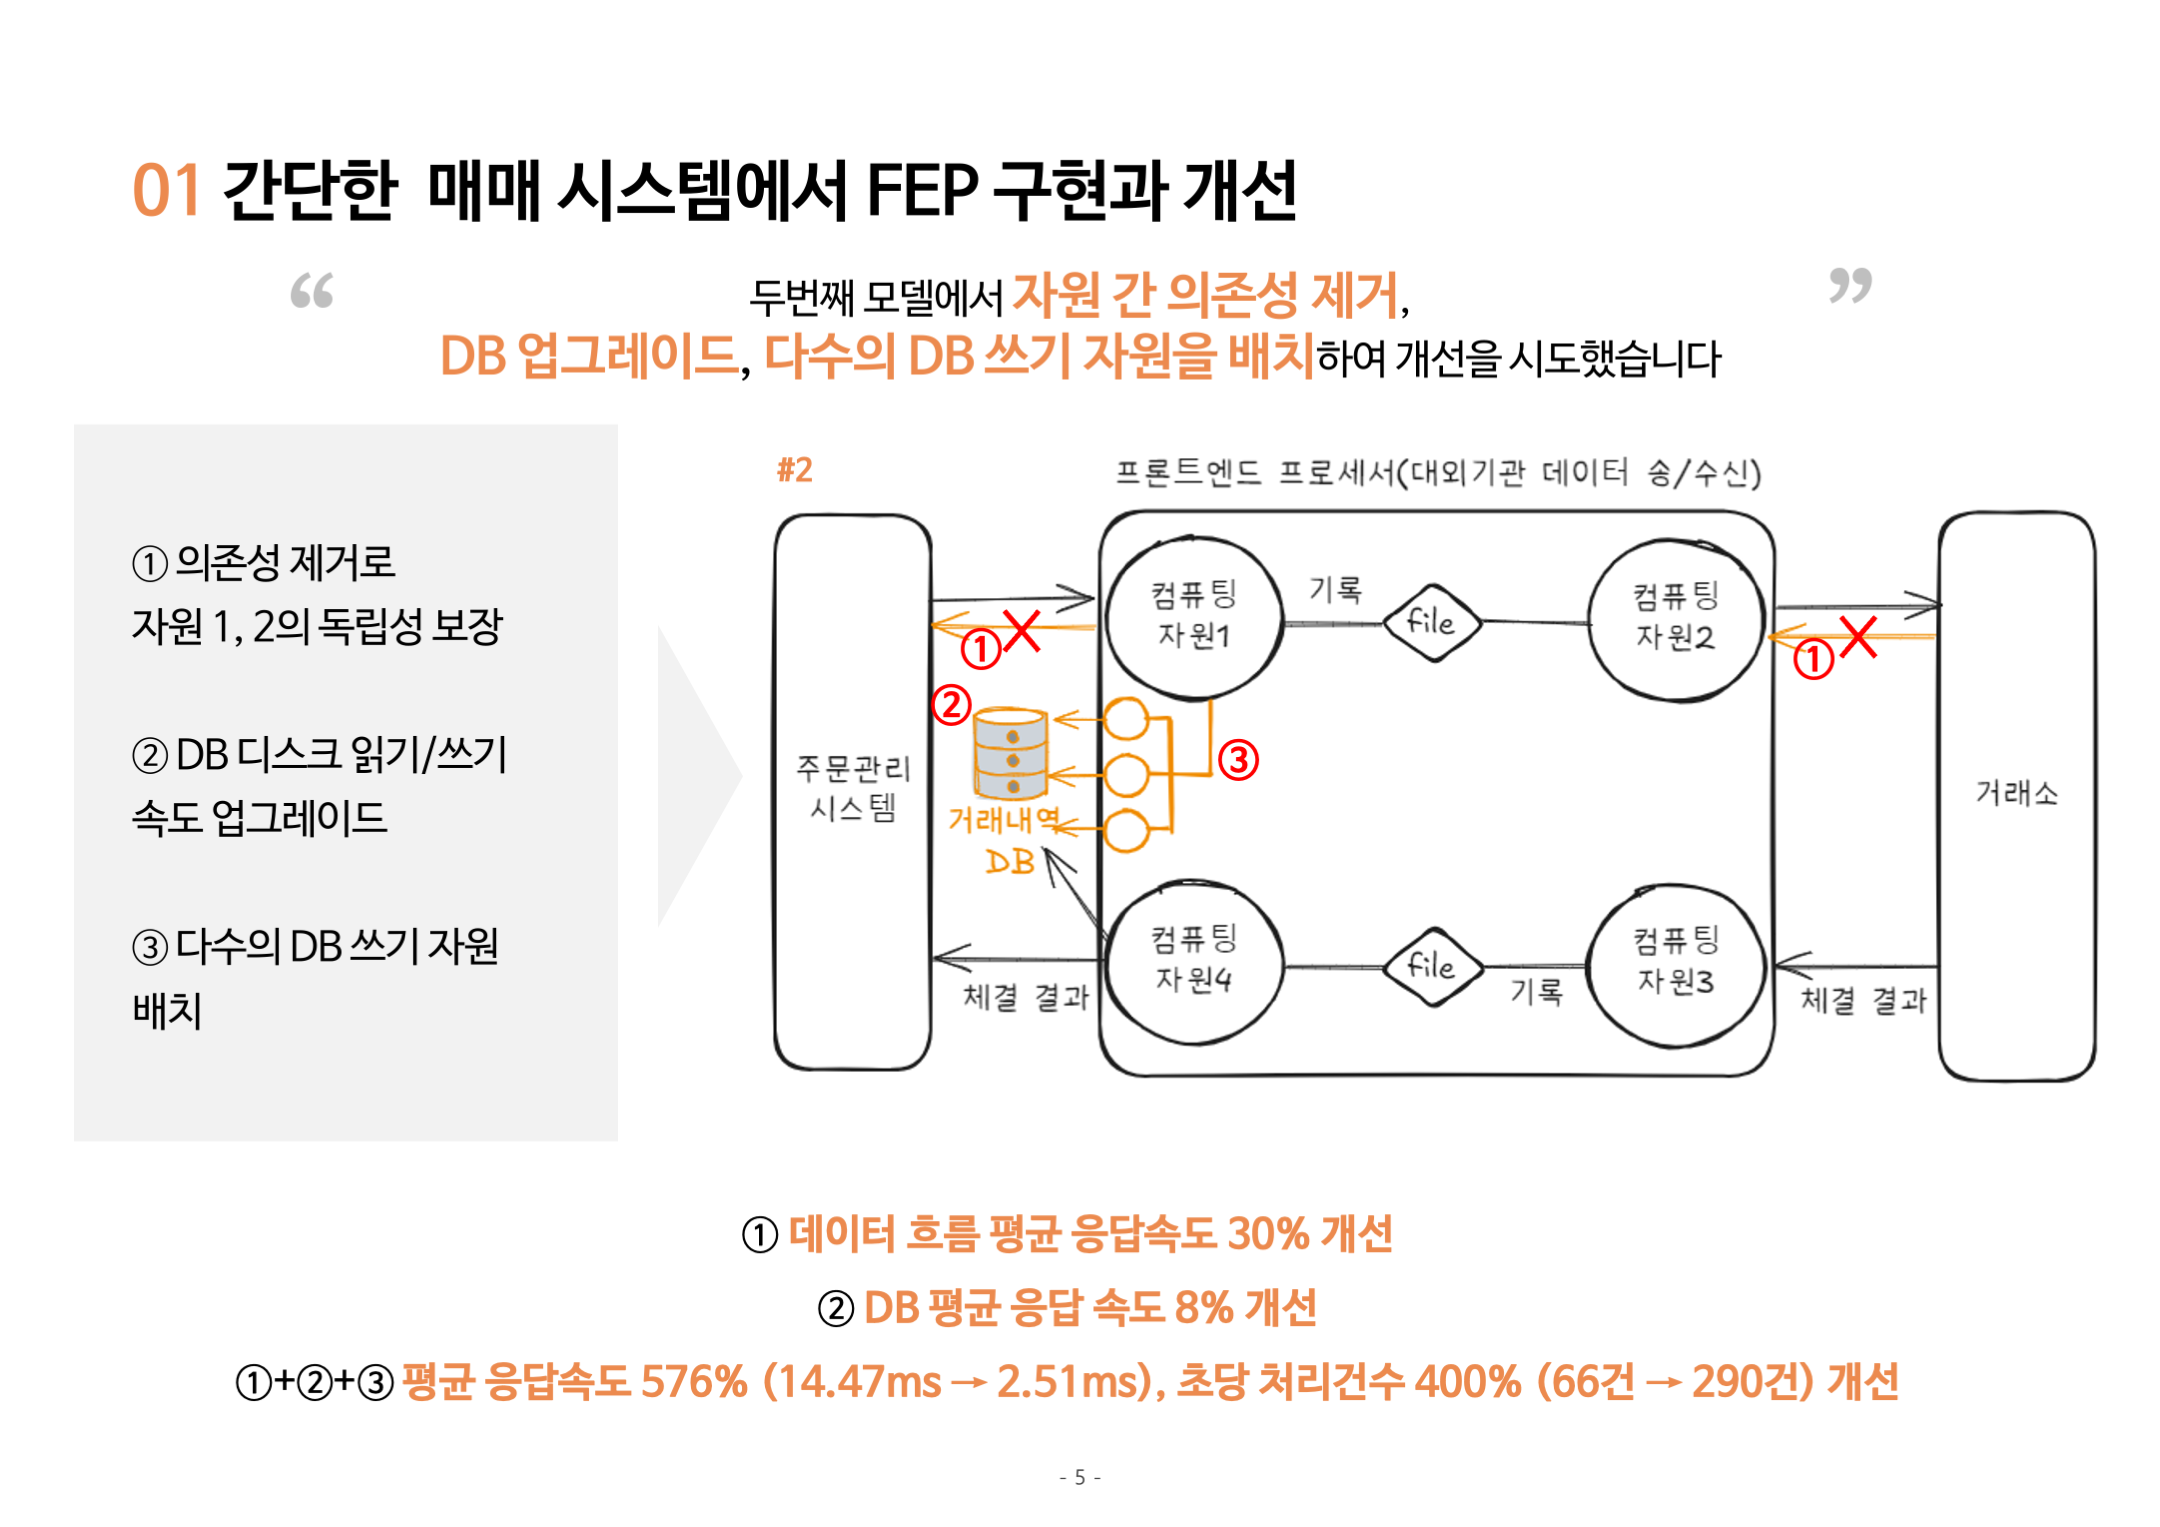 01 간단한 매매 시스템에서 FEP 구현과 개선
“ ”
두번째 모델에서 자원 간 의존성 제거,
DB 업그레이드, 다수의 DB 쓰기 자원을 배치하여 개선을 시도했습니다
① 의존성 제거로
자원 1, 2의 독립성 보장
② DB 디스크 읽기/쓰기
속도 업그레이드
③ 다수의 DB 쓰기 자원
배치
#2
프론트엔드 프로세서(대외기관 데이터 송/수신)
주문관리
시스템
컴퓨팅
자원1
기록
file
컴퓨팅
자원2
①
①
②
③
거래내역
DB
거래소
컴퓨팅
자원4
file
기록
컴퓨팅
자원3
체결 결과
체결 결과
① 데이터 흐름 평균 응답속도 30% 개선
② DB 평균 응답 속도 8% 개선
①+②+③ 평균 응답속도 576% (14.47ms → 2.51ms), 초당 처리건수 400% (66건 → 290건) 개선
- 5 -